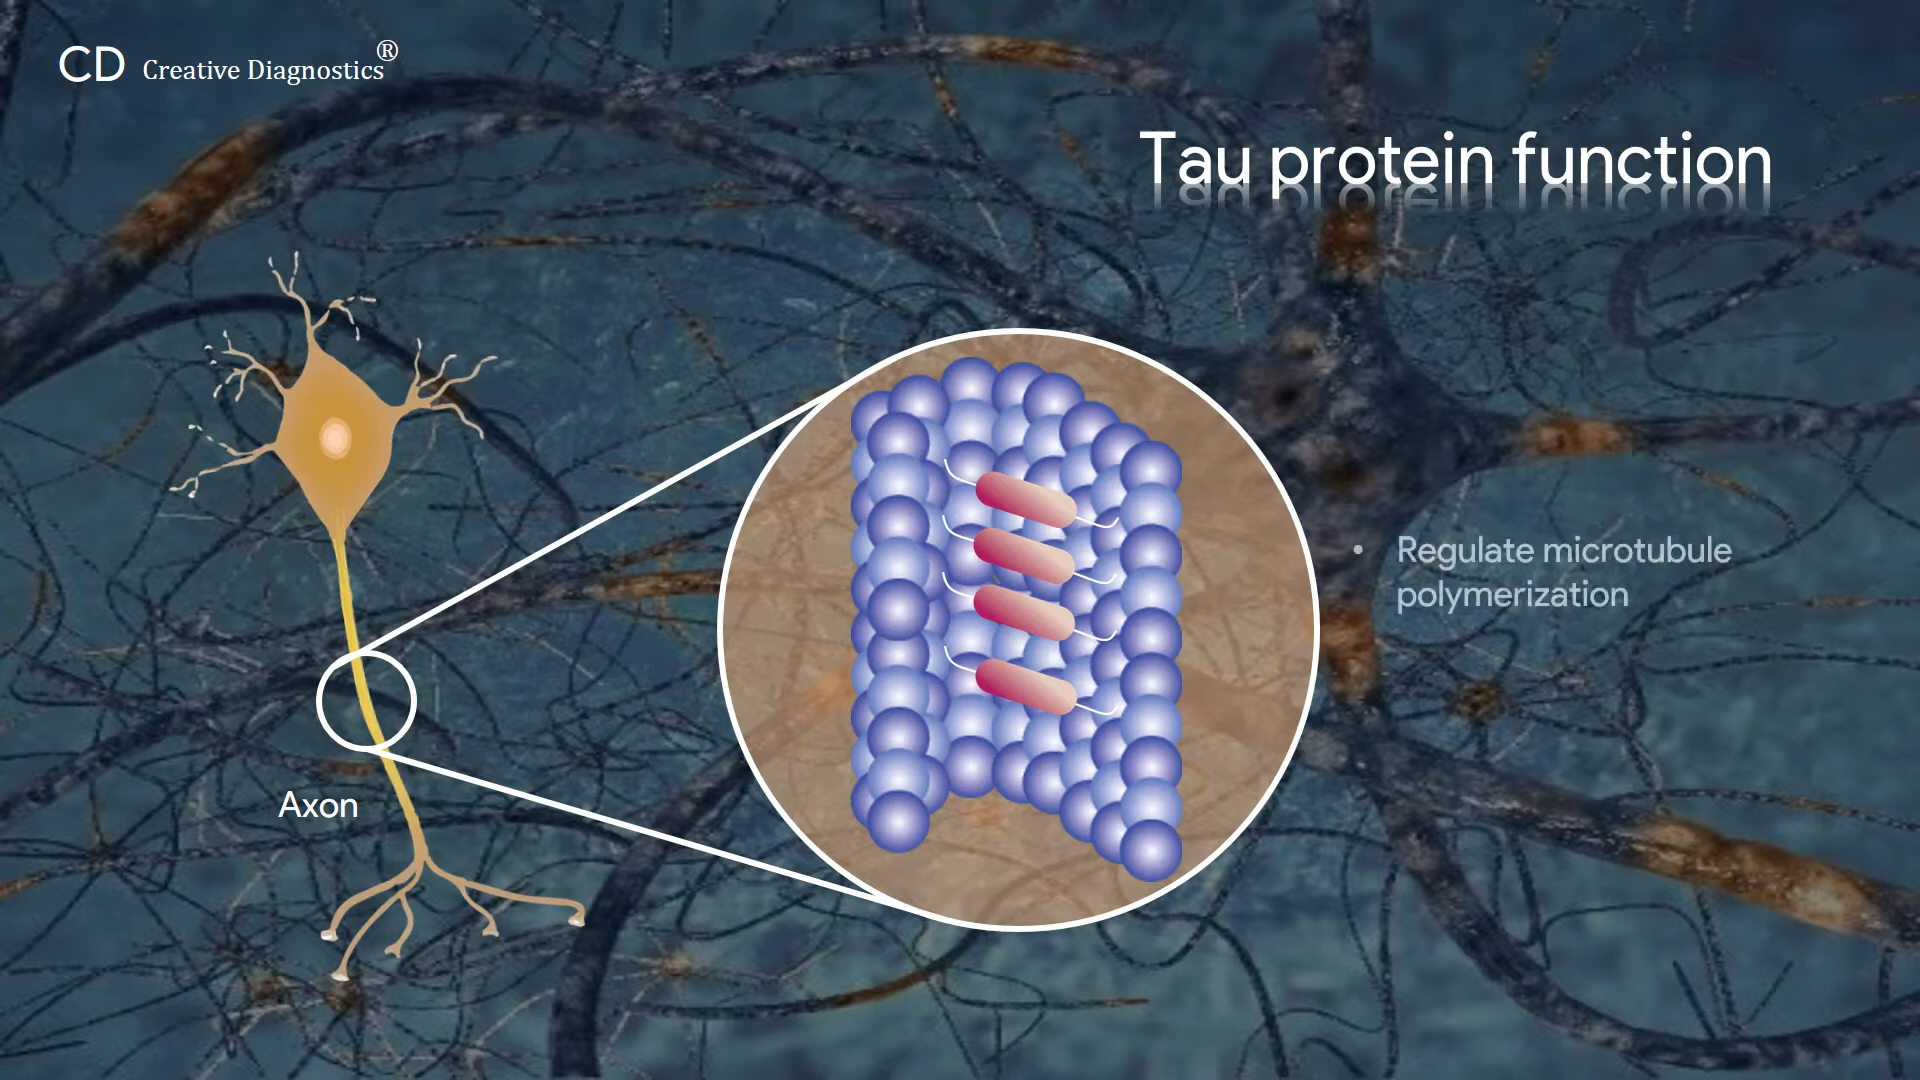 CD Creative Diagnostics®
Tau protein function
• Regulate microtubule
polymerization
Axon